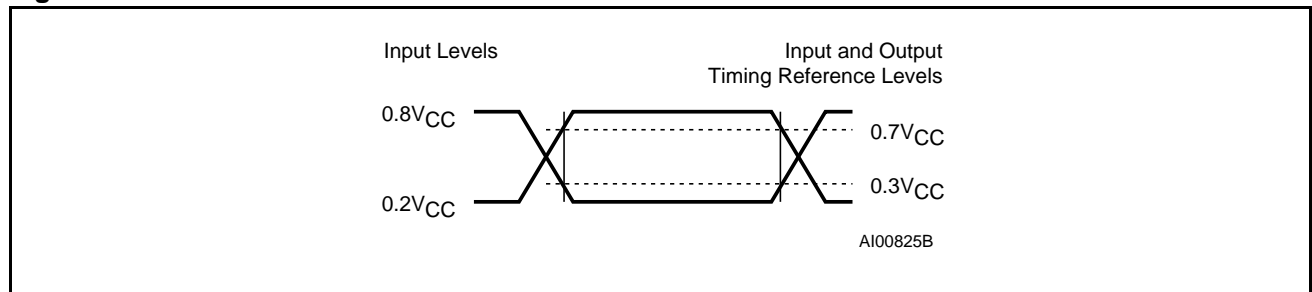 Input Levels
Input and Output
Timing Reference Levels
0.8VCC
0.7VCC
0.3VCC
0.2VCC
AI00825B